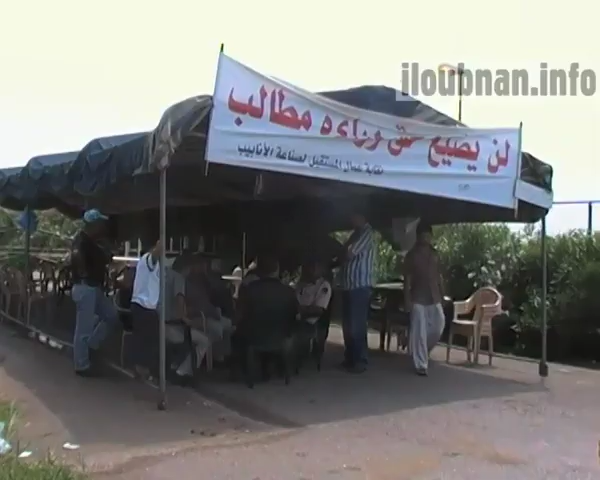 iloubnan.info
لن يضيع حق وراءه مطالب
نقابة عمال المستقبل لصناعة الأنابيب